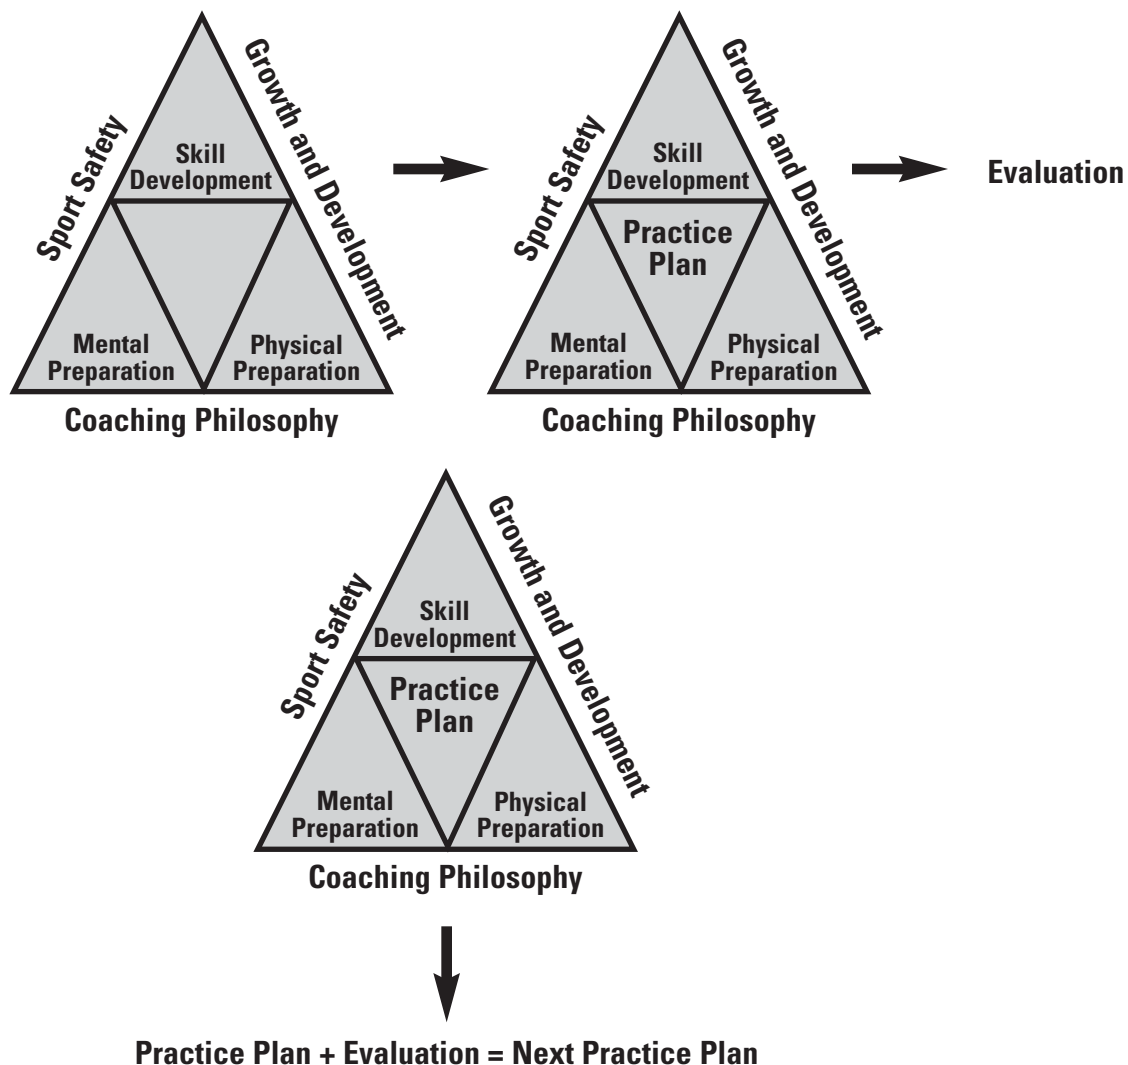 Sport Safety
Growth and Development
Skill
Development
Mental
Preparation
Physical
Preparation
Coaching Philosophy
Sport Safety
Growth and Development
Skill
Development
Practice
Plan
Mental
Preparation
Physical
Preparation
Coaching Philosophy
Evaluation
Sport Safety
Growth and Development
Skill
Development
Practice
Plan
Mental
Preparation
Physical
Preparation
Coaching Philosophy
Practice Plan + Evaluation = Next Practice Plan